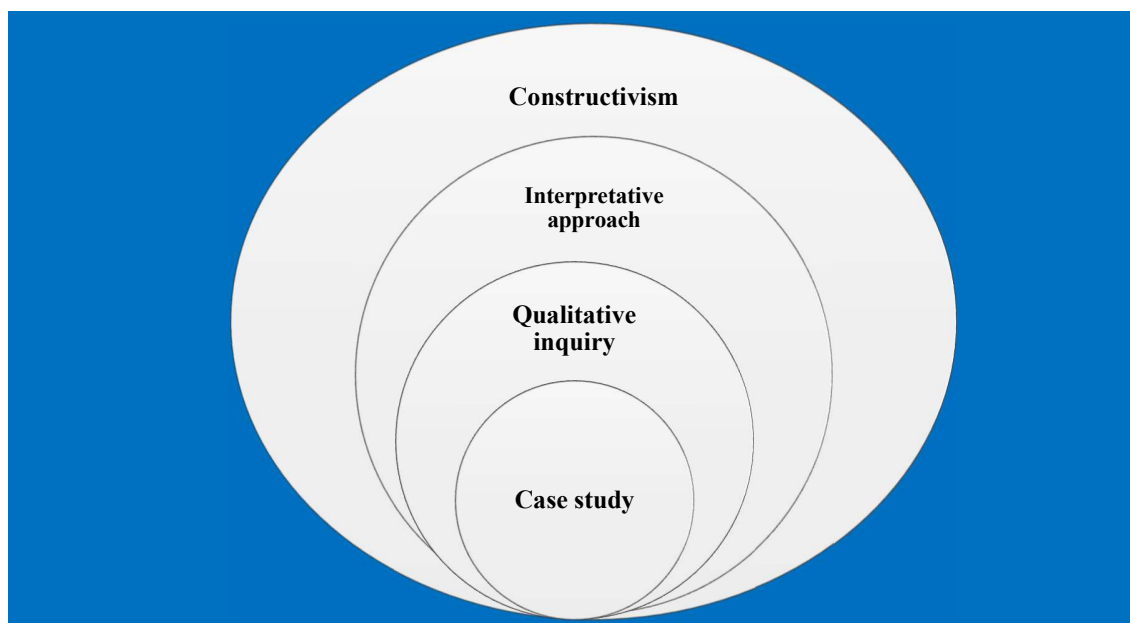 Constructivism
Interpretative
approach
Qualitative
inquiry
Case study